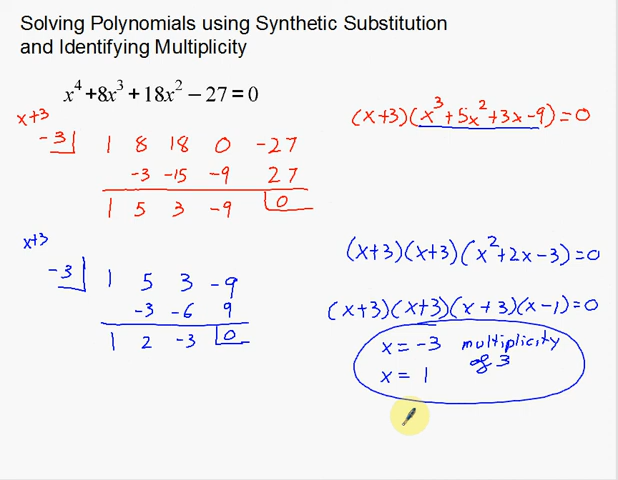 Solving Polynomials using Synthetic Substitution
and Identifying Multiplicity
x⁴+8x³+18x²−27=0
x+3
-3 1 8 18 0 -27
-3 -15 -9 27
1 5 3 -9 0
(x+3)(x³+5x²+3x-9)=0
x+3
-3 1 5 3 -9
-3 -6 9
1 2 -3 0
(x+3)(x+3)(x²+2x-3)=0
(x+3)(x+3)(x+3)(x-1)=0
x=-3 multiplicity
of 3
x=1